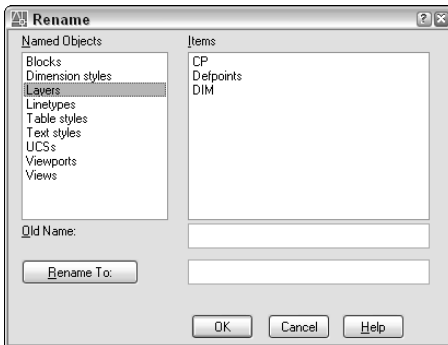 Rename
Named Objects
Blocks
Dimension styles
Layers
Linetypes
Table styles
Text styles
UCSs
Viewports
Views
Items
CP
Defpoints
DIM
Old Name:
Rename To:
OK Cancel Help